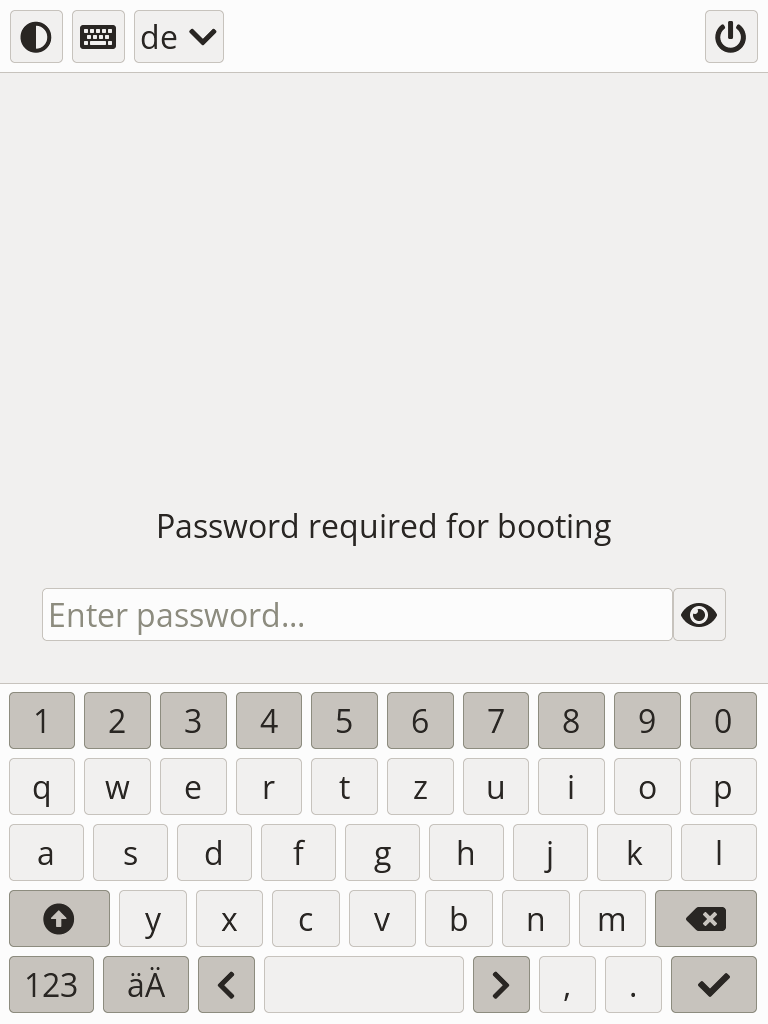 de
Password required for booting
Enter password...
1 2 3 4 5 6 7 8 9 0
q w e r t z u i o p
a s d f g h j k l
y x c v b n m
123 äÄ , .